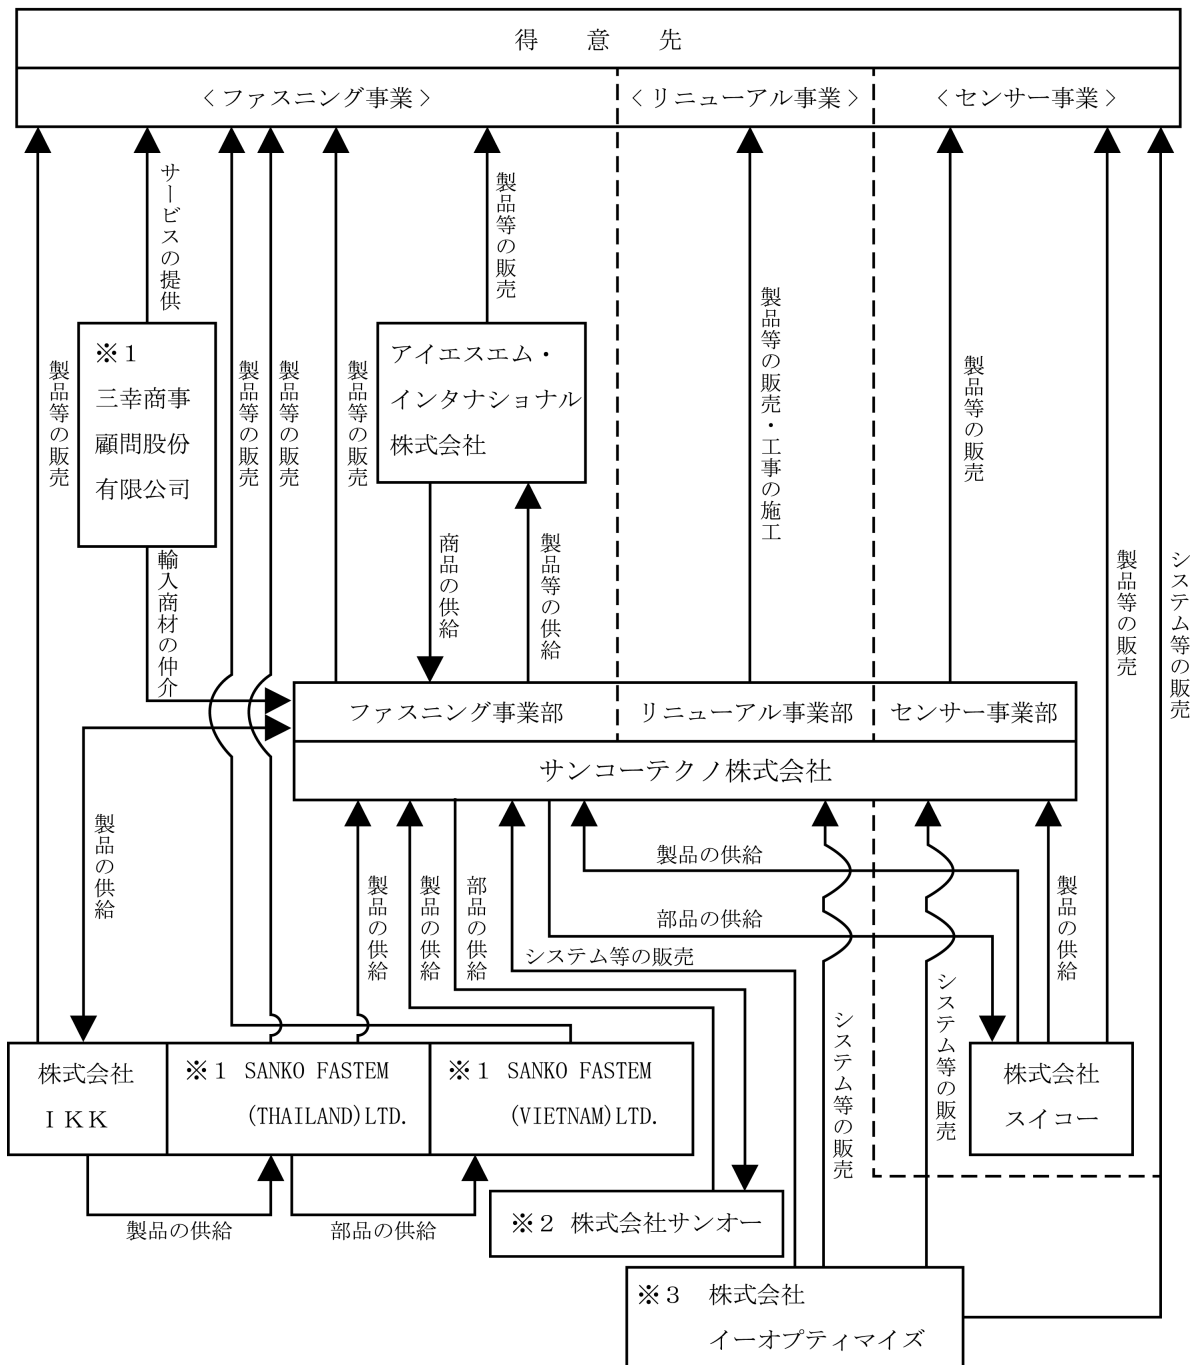 得意先
＜ファスニング事業＞
＜リニューアル事業＞
＜センサー事業＞
サービスの提供
製品等の販売
製品等の販売・工事の施工
製品等の販売
製品等の販売
製品等の販売
製品等の販売
製品等の販売
※１
三幸商事
顧問股份
有限公司
アイエスエム・
インタナショナル
株式会社
輸入商材の仲介
商品の供給
製品等の供給
製品等の販売
システム等の販売
ファスニング事業部
リニューアル事業部
センサー事業部
サンコーテクノ株式会社
製品の供給
製品の供給
製品の供給
部品の供給
製品の供給
部品の供給
システム等の販売
製品の供給
システム等の販売
システム等の販売
株式会社
ＩＫＫ
※１ SANKO FASTEM
(THAILAND)LTD.
※１ SANKO FASTEM
(VIETNAM)LTD.
株式会社
スイコー
製品の供給
部品の供給
※２ 株式会社サンオー
※３ 株式会社
イーオプティマイズ